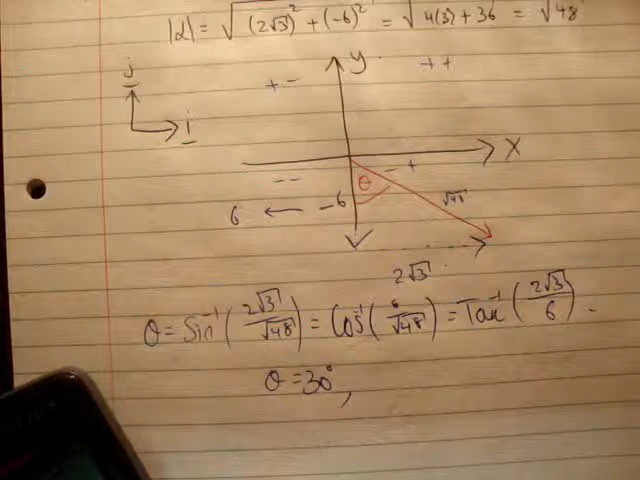 |α| = √(2√3)² + (-6)² = √4(3) + 36 = √48
y
j
+ -
++
i
x
- -
- +
θ
6 ← -6
√48
2√3
θ = Sin⁻¹(2√3/√48) = Cos⁻¹(6/√48) = Tan⁻¹(2√3/6).
θ = 30°,